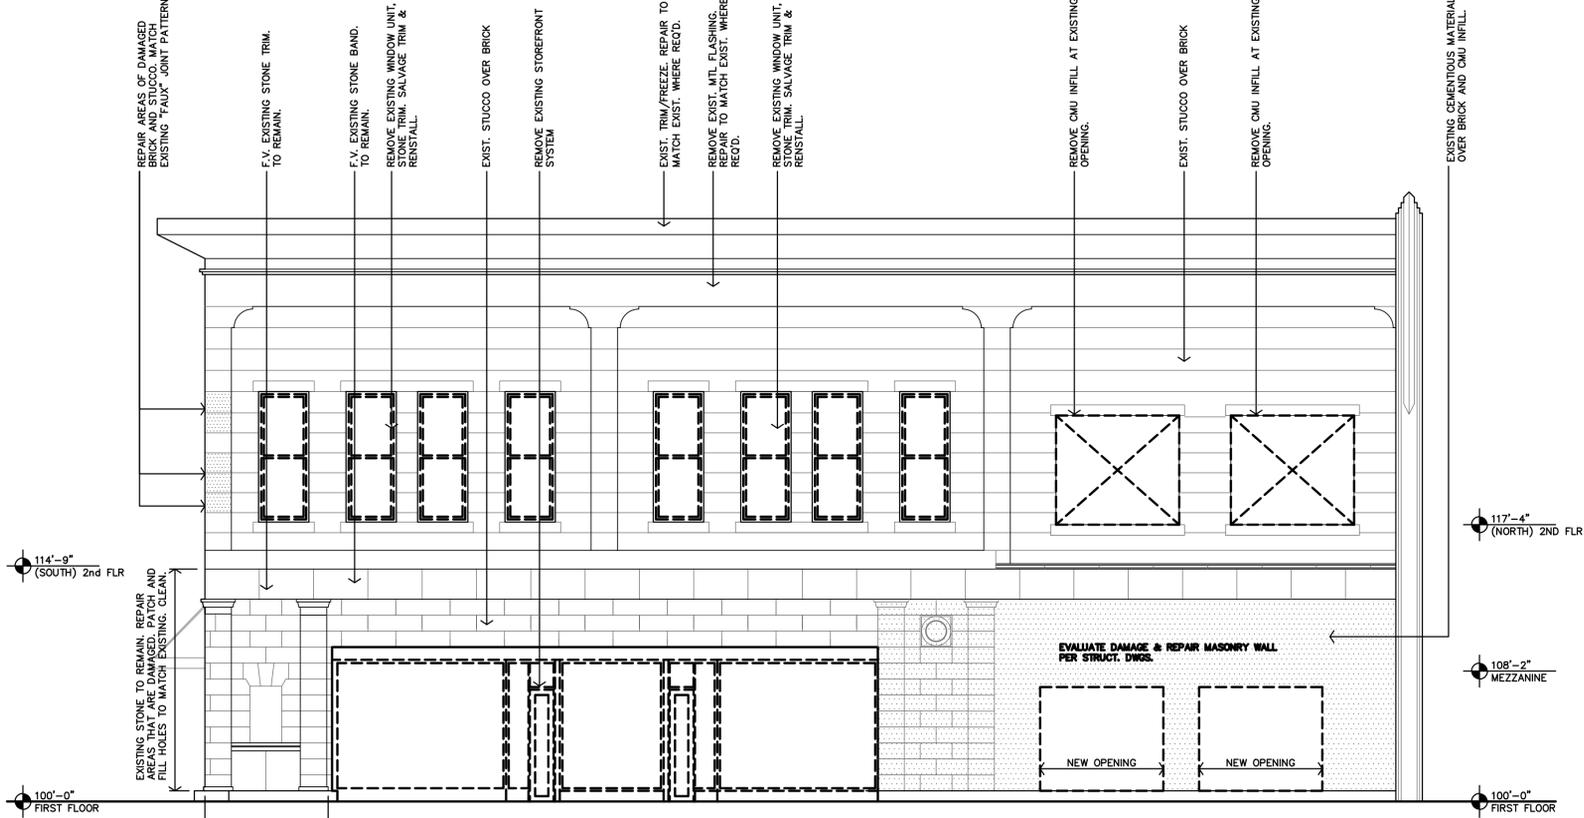 REPAIR AREAS OF DAMAGED
BRICK AND STUCCO. MATCH
EXISTING "FAUX" JOINT PATTERN
F.V. EXISTING STONE TRIM.
TO REMAIN.
F.V. EXISTING STONE BAND.
TO REMAIN.
REMOVE EXISTING WINDOW UNIT,
STONE TRIM. SALVAGE TRIM &
RENSTALL.
EXIST. STUCCO OVER BRICK
REMOVE EXISTING STOREFRONT
SYSTEM
EXIST. TRIM/FREEZE. REPAIR TO
MATCH EXIST. WHERE REQ'D.
REMOVE EXIST. MTL FLASHING.
REPAIR TO MATCH EXIST. WHERE
REQ'D.
REMOVE EXISTING WINDOW UNIT,
STONE TRIM. SALVAGE TRIM &
RENSTALL.
REMOVE CMU INFILL AT EXISTING
OPENING.
EXIST. STUCCO OVER BRICK
REMOVE CMU INFILL AT EXISTING
OPENING.
EXISTING CEMENTIOUS MATERIAL
OVER BRICK AND CMU INFILL.
117'-4"
(NORTH) 2ND FLR
114'-9"
(SOUTH) 2nd FLR
EXISTING STONE TO REMAIN. REPAIR
AREAS THAT ARE DAMAGED. PATCH AND
FILL HOLES TO MATCH EXISTING. CLEAN.
EVALUATE DAMAGE & REPAIR MASONRY WALL
PER STRUCT. DWGS.
108'-2"
MEZZANINE
NEW OPENING
NEW OPENING
100'-0"
FIRST FLOOR
100'-0"
FIRST FLOOR